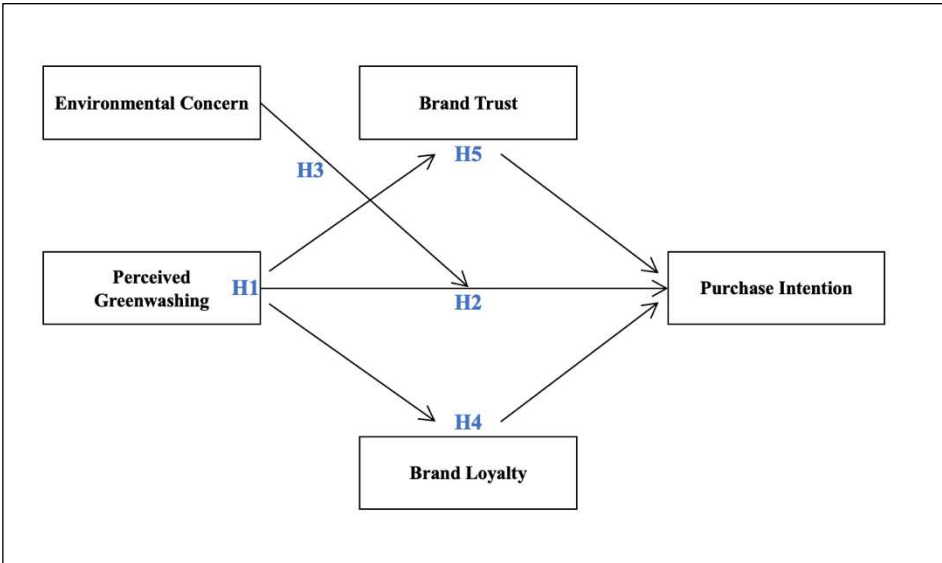 Environmental Concern
Brand Trust
H3
H5
Perceived
Greenwashing
H1
H2
Purchase Intention
H4
Brand Loyalty